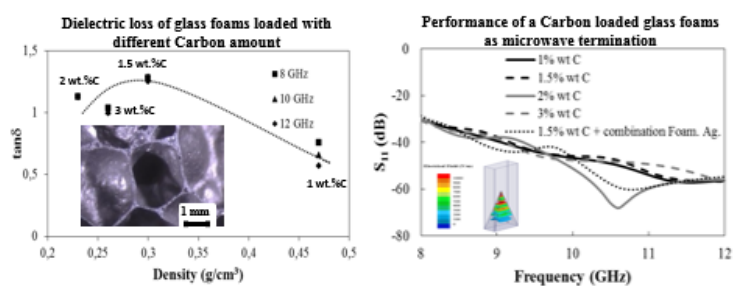 Dielectric loss of glass foams loaded with
different Carbon amount
1,5
1
0,5
0
tanδ
2 wt.%C
1.5 wt.%C
3 wt.%C
1 wt.%C
8 GHz
10 GHz
12 GHz
1 mm
0,2
0,25
0,3
0,35
0,4
0,45
0,5
Density (g/cm³)
Performance of a Carbon loaded glass foams
as microwave termination
0
-20
-40
-60
-80
S₁₁ (dB)
1% wt C
1.5% wt C
2% wt C
3% wt C
1.5% wt C + combination Foam. Ag.
8
9
10
11
12
Frequency (GHz)